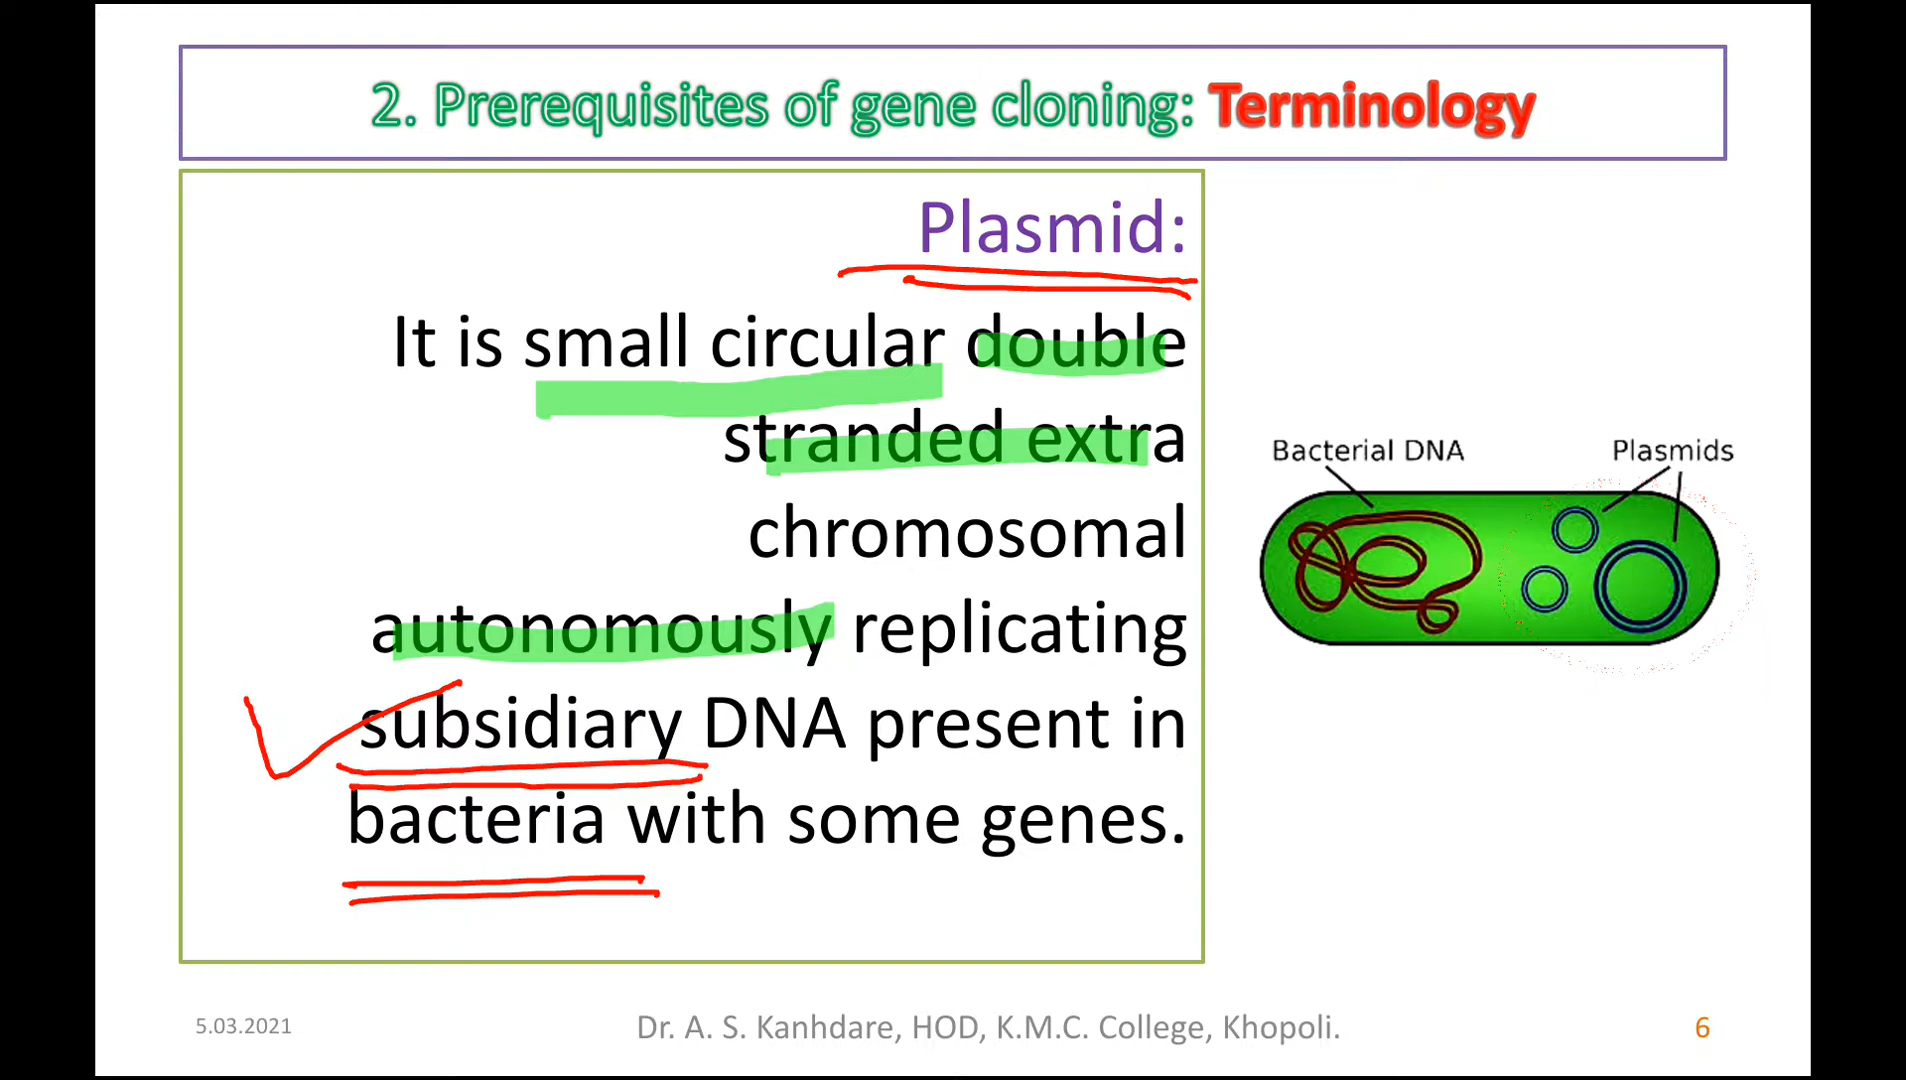 2. Prerequisites of gene cloning: Terminology
Plasmid:
It is small circular double
stranded extra
chromosomal
autonomously replicating
subsidiary DNA present in
bacteria with some genes.
Bacterial DNA
Plasmids
5.03.2021
Dr. A. S. Kanhdare, HOD, K.M.C. College, Khopoli.
6